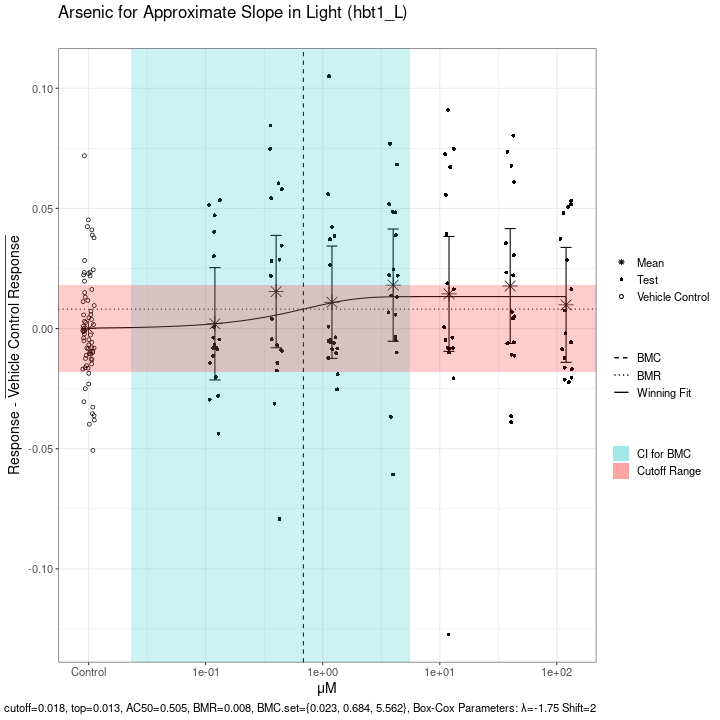 Arsenic for Approximate Slope in Light (hbt1_L)
Response - Vehicle Control Response
0.10
0.05
0.00
-0.05
-0.10
Control
1e-01
1e+00
1e+01
1e+02
µM
Mean
Test
Vehicle Control
BMC
BMR
Winning Fit
CI for BMC
Cutoff Range
cutoff=0.018, top=0.013, AC50=0.505, BMR=0.008, BMC.set={0.023, 0.684, 5.562}, Box-Cox Parameters: λ=-1.75 Shift=2